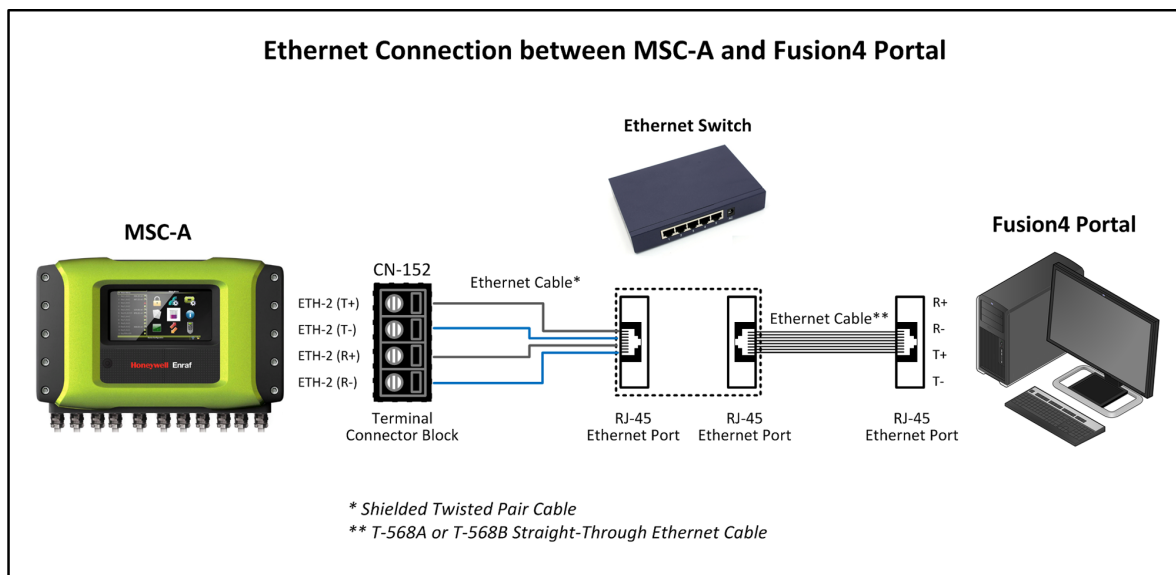 Ethernet Connection between MSC-A and Fusion4 Portal
Ethernet Switch
MSC-A
Fusion4 Portal
CN-152
Ethernet Cable*
ETH-2 (T+)
ETH-2 (T-)
ETH-2 (R+)
ETH-2 (R-)
Ethernet Cable**
R+
R-
T+
T-
Honeywell Enraf
Terminal
Connector Block
RJ-45
Ethernet Port
RJ-45
Ethernet Port
RJ-45
Ethernet Port
* Shielded Twisted Pair Cable
** T-568A or T-568B Straight-Through Ethernet Cable